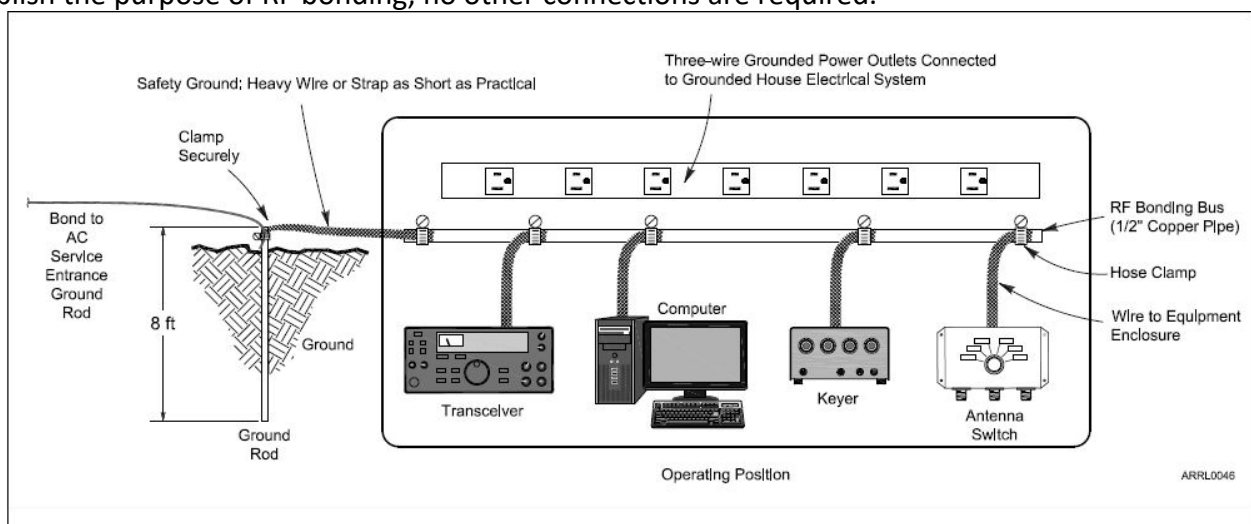 blish the purpose of RF bonding, no other connections are required.
Three-wire Grounded Power Outlets Connected
to Grounded House Electrical System
Safety Ground; Heavy Wire or Strap as Short as Practical
Clamp
Securely
Bond to
AC
Service
Entrance
Ground
Rod
8 ft
Ground
Ground
Rod
RF Bonding Bus
(1/2" Copper Pipe)
Hose Clamp
Wire to Equipment
Enclosure
Computer
Transceiver
Keyer
Antenna
Switch
Operating Position
ARRL0046